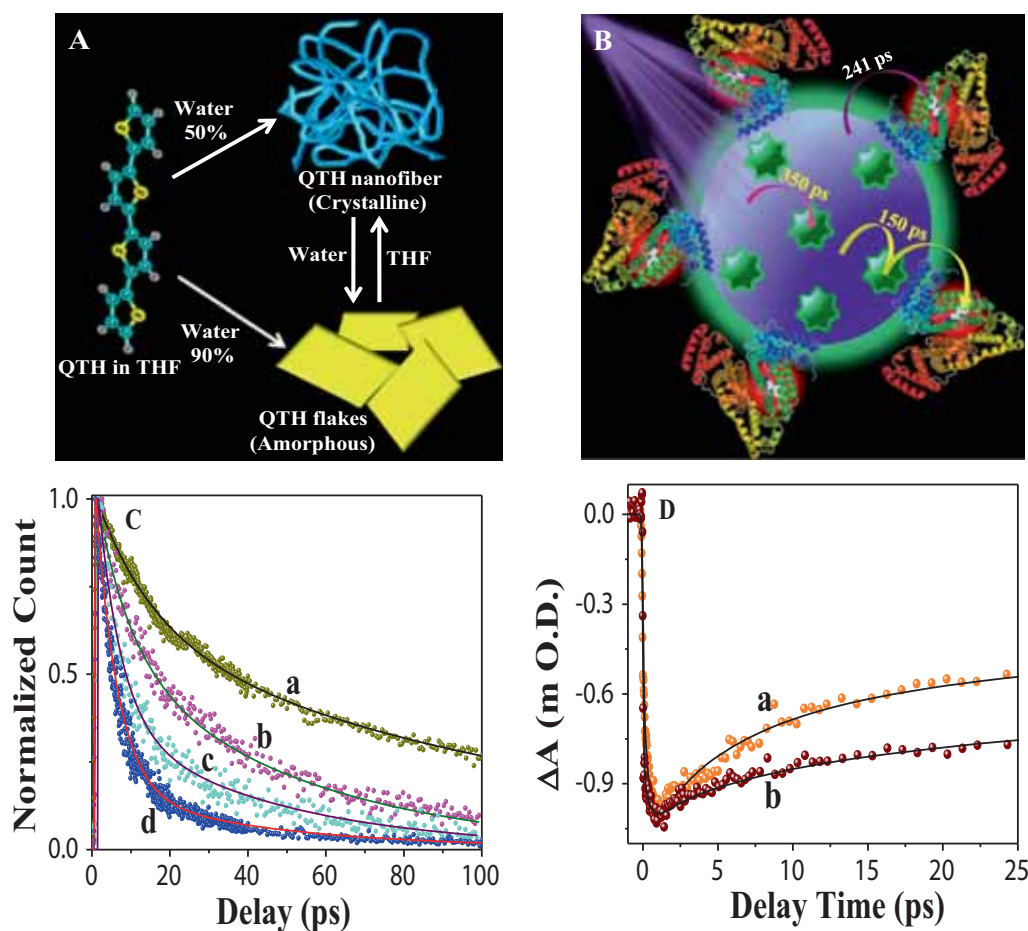 A
Water
50%
QTH nanofiber
(Crystalline)
Water
THF
Water
90%
QTH in THF
QTH flakes
(Amorphous)
B
241 ps
350 ps
150 ps
C
Normalized Count
1.0
0.5
0.0
a
b
c
d
0
20
40
60
80
100
Delay (ps)
D
ΔA (m O.D.)
0.0
-0.3
-0.6
-0.9
a
b
0
5
10
15
20
25
Delay Time (ps)